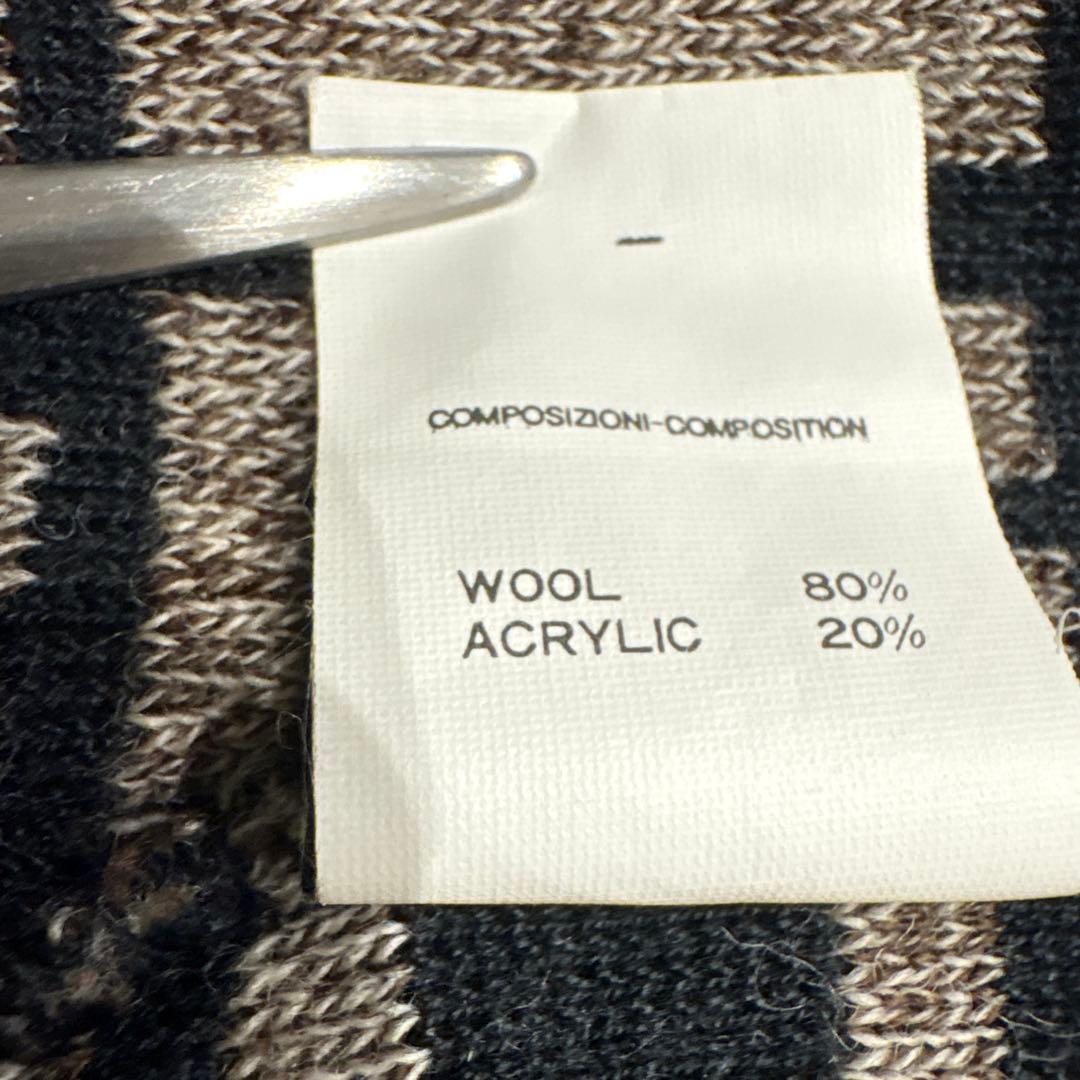 COMPOSIZIONI-COMPOSITION
WOOL 80%
ACRYLIC 20%